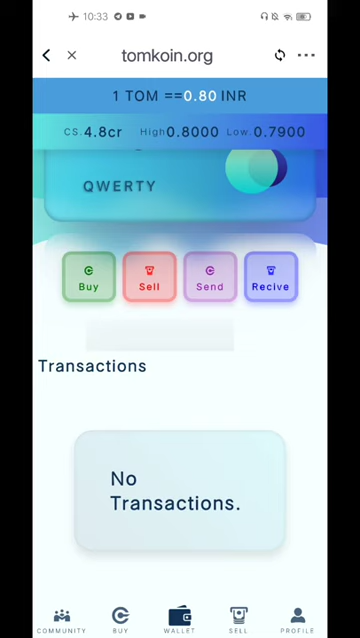 10:33
tomkoin.org
1 TOM ==0.80 INR
CS.4.8cr High0.8000 Low.0.7900
QWERTY
Buy Sell Send Recive
Transactions
No
Transactions.
COMMUNITY BUY WALLET SELL PROFILE